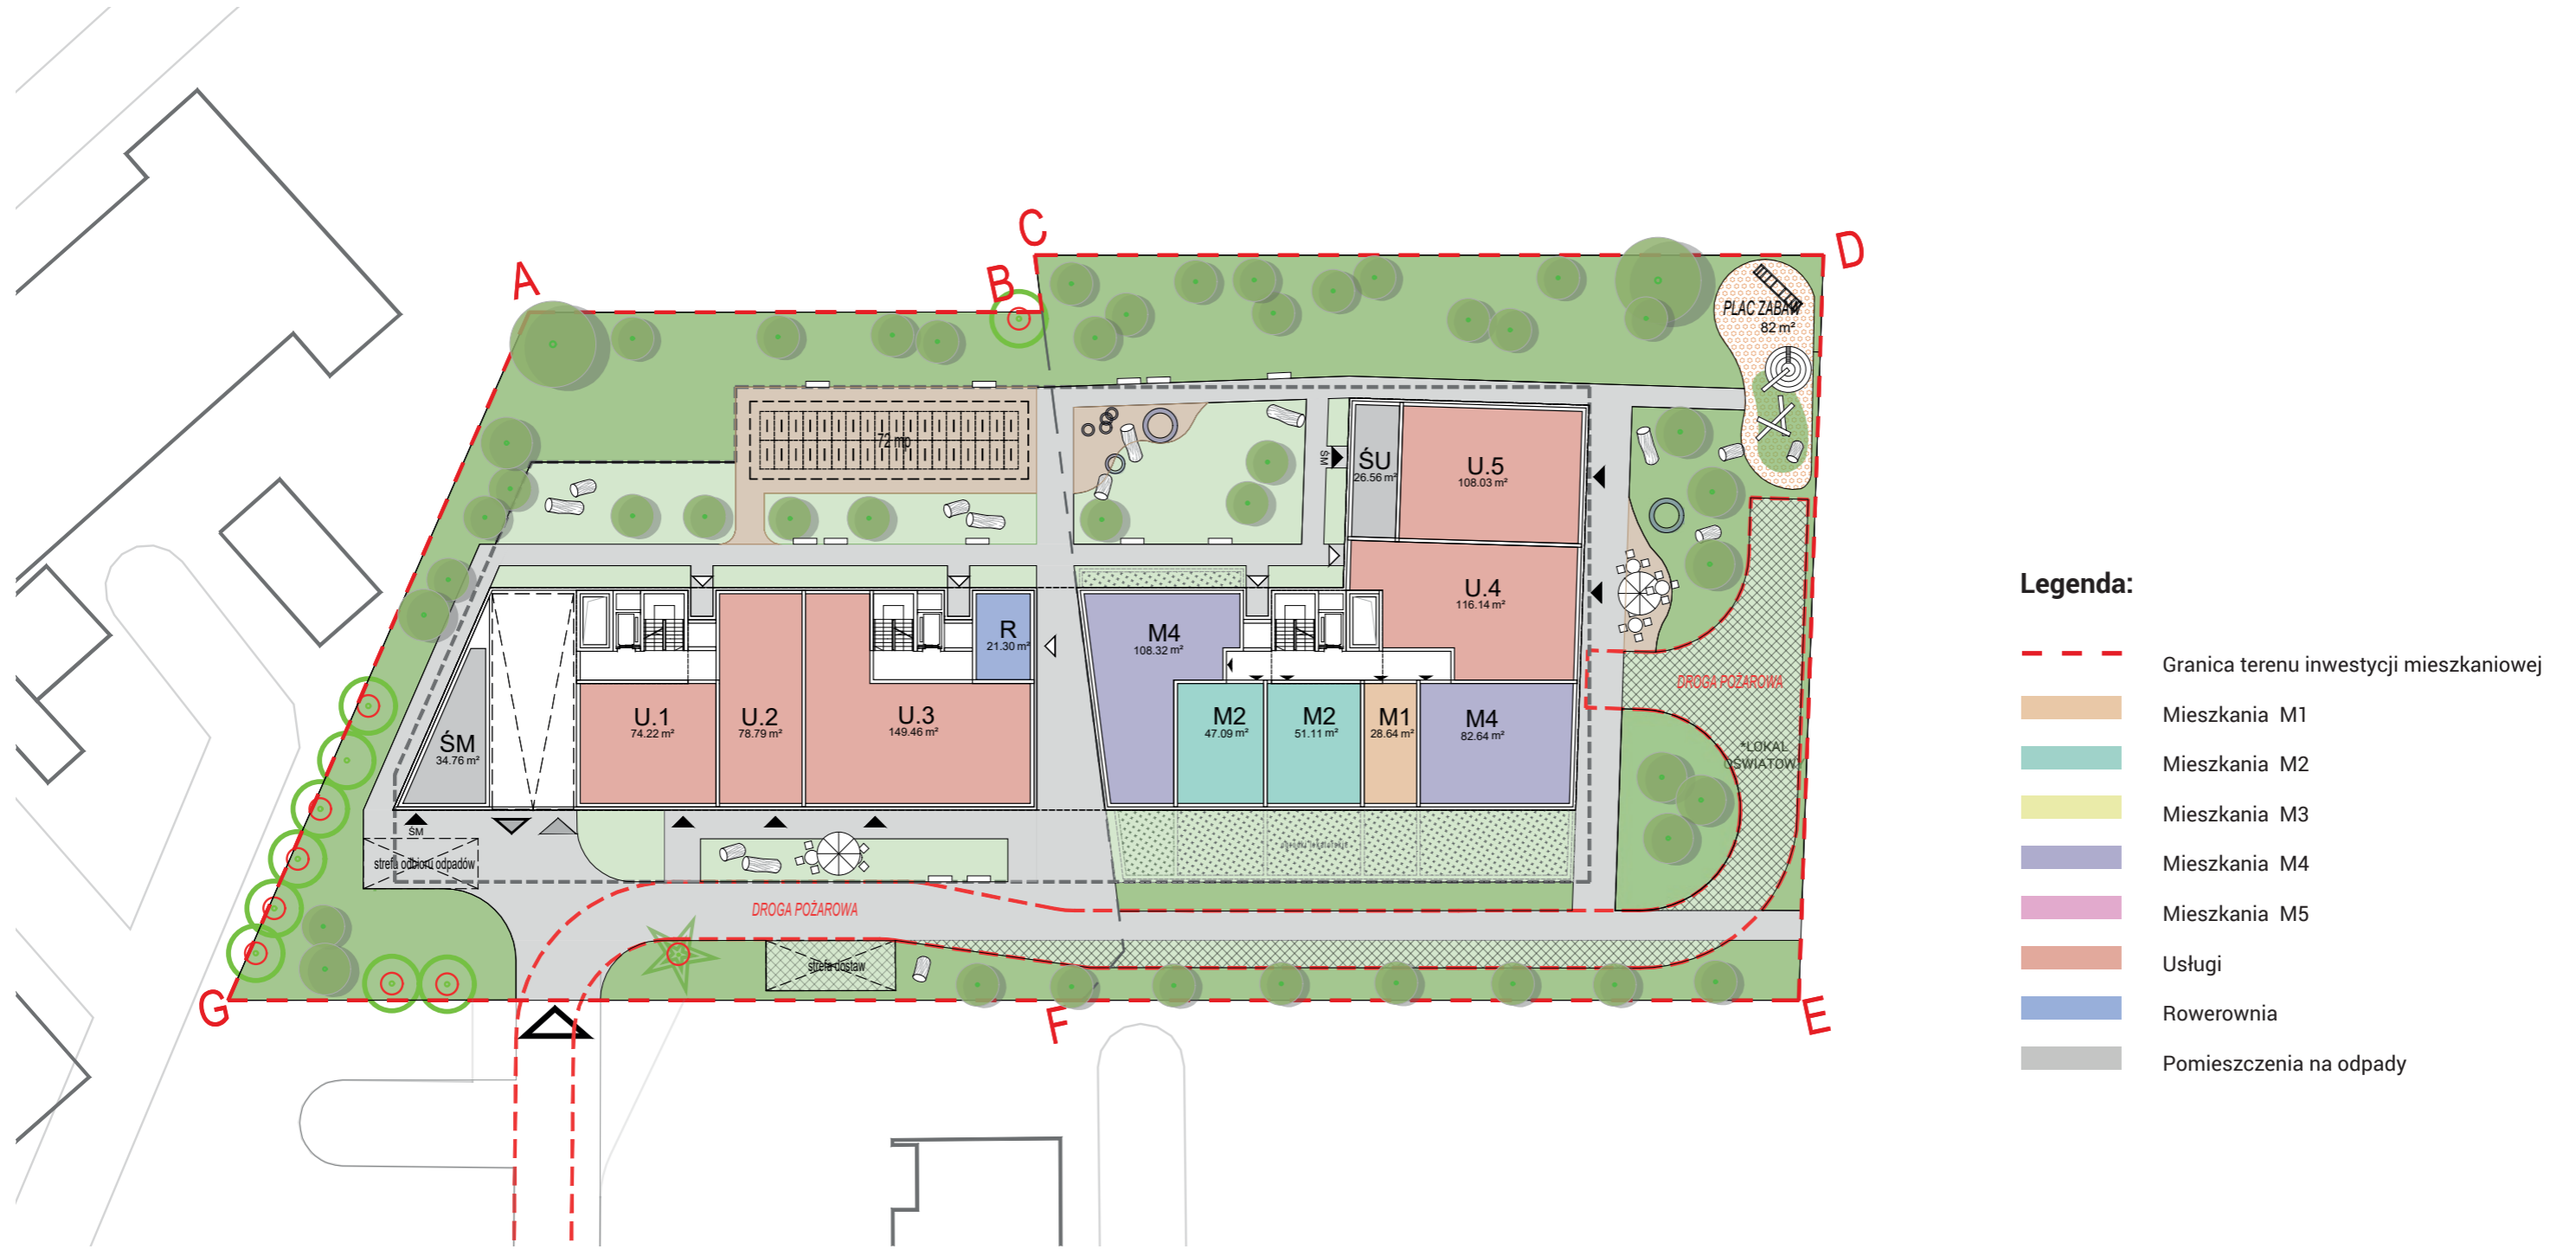 C
D
A
B
PLAC ZABAW
82 m²
72 mp
ŚM
ŚU
26.56 m²
U.5
108.03 m²
U.4
116.14 m²
R
21.30 m²
M4
108.32 m²
ŚM
34.76 m²
U.1
74.22 m²
U.2
78.79 m²
U.3
149.46 m²
M2
47.09 m²
M2
51.11 m²
M1
28.64 m²
M4
82.64 m²
DROGA POŻAROWA
*LOKAL
OŚWIATOWY
ŚM
strefa odbioru odpadów
DROGA POŻAROWA
strefa dostaw
G
F
E
Legenda:
Granica terenu inwestycji mieszkaniowej
Mieszkania M1
Mieszkania M2
Mieszkania M3
Mieszkania M4
Mieszkania M5
Usługi
Rowerownia
Pomieszczenia na odpady